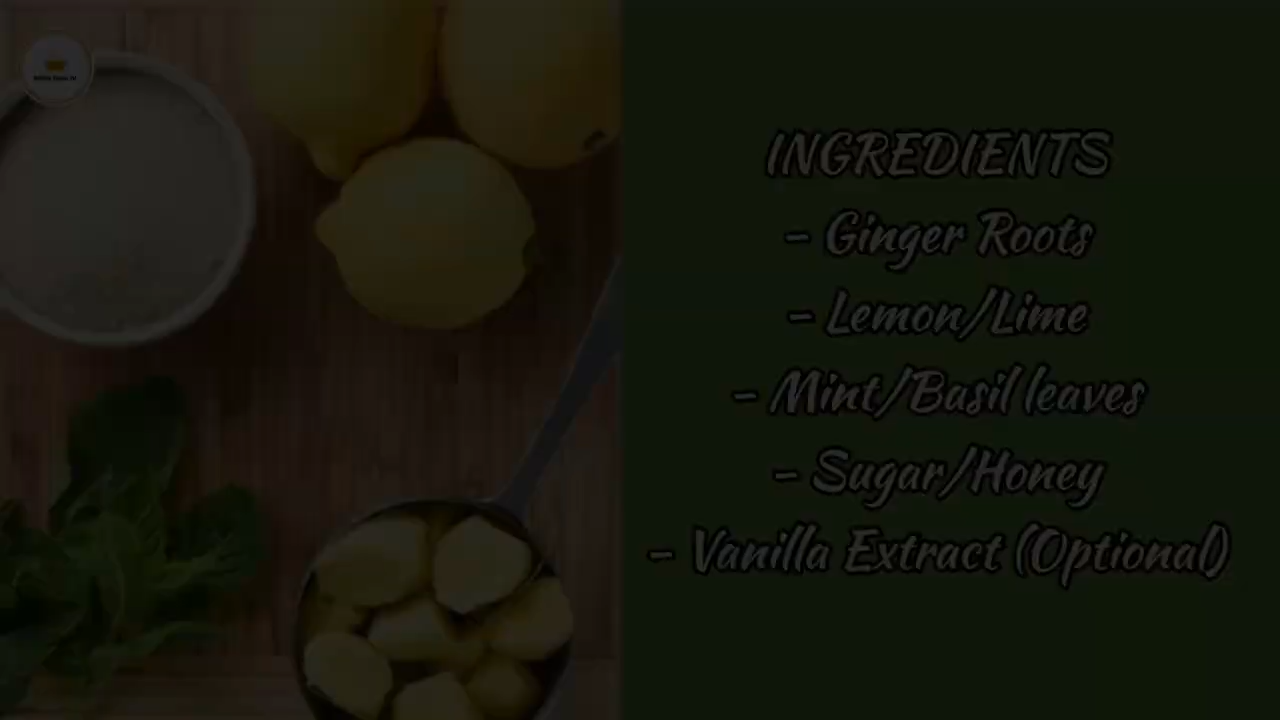 INGREDIENTS
- Ginger Roots
- Lemon/Lime
- Mint/Basil leaves
- Sugar/Honey
- Vanilla Extract (Optional)